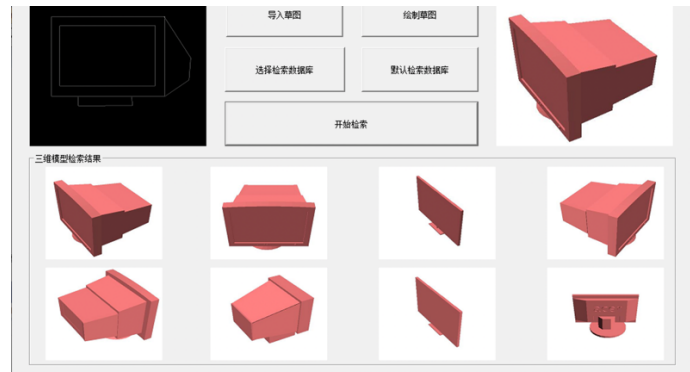 导入草图
绘制草图
选择检索数据库
默认检索数据库
开始检索
三维模型检索结果